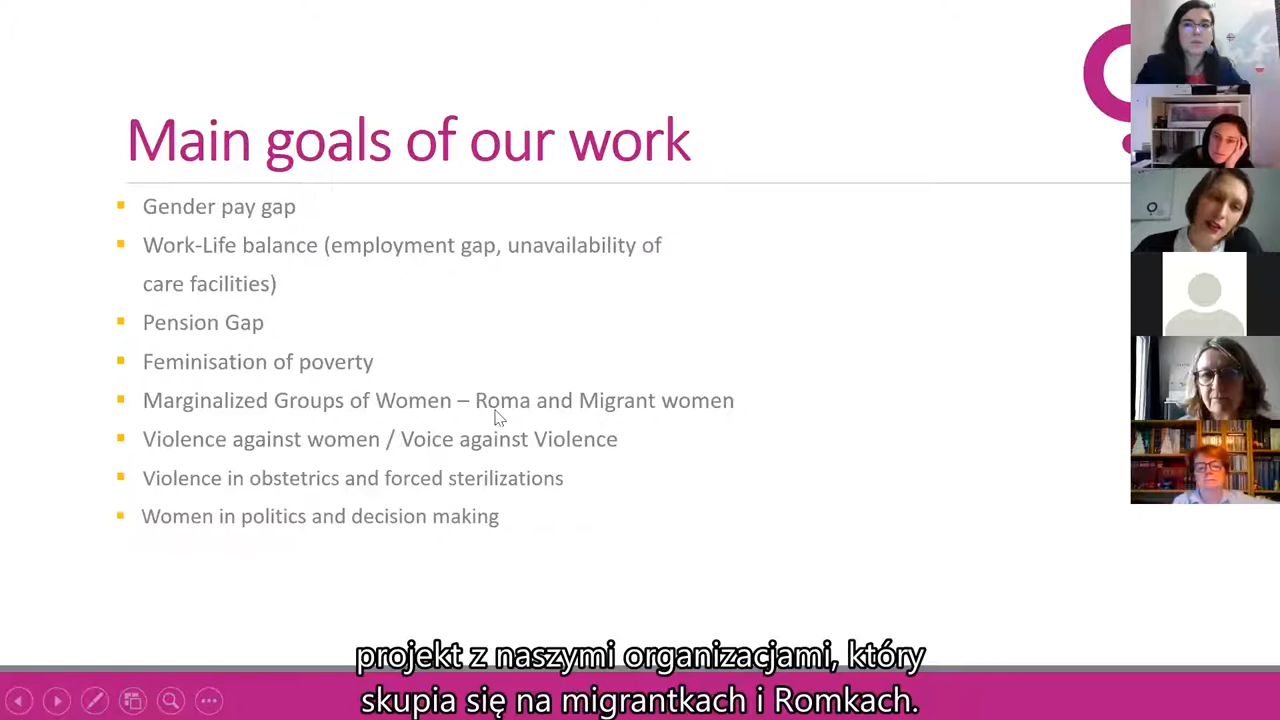 Main goals of our work
Gender pay gap
Work-Life balance (employment gap, unavailability of
care facilities)
Pension Gap
Feminisation of poverty
Marginalized Groups of Women – Roma and Migrant women
Violence against women / Voice against Violence
Violence in obstetrics and forced sterilizations
Women in politics and decision making
projekt z naszymi organizacjami, który
skupia się na migrantkach i Romkach.